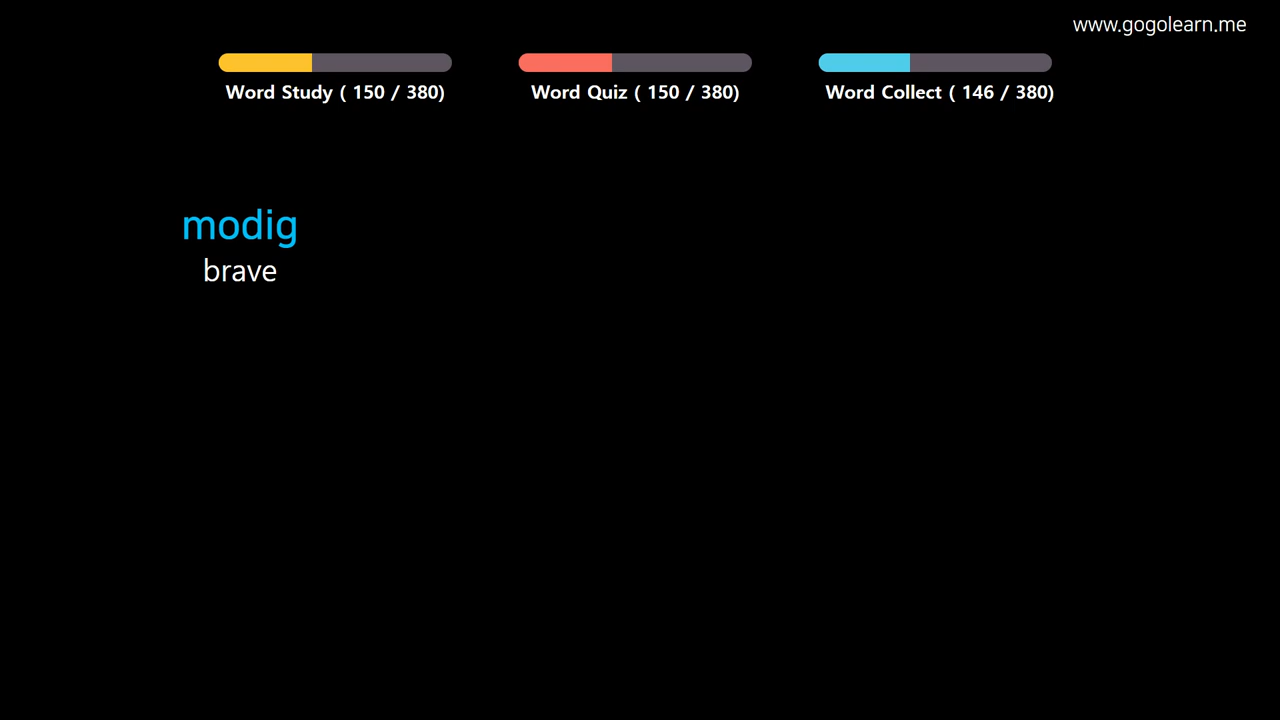 www.gogolearn.me
Word Study ( 150 / 380)
Word Quiz ( 150 / 380)
Word Collect ( 146 / 380)
modig
brave